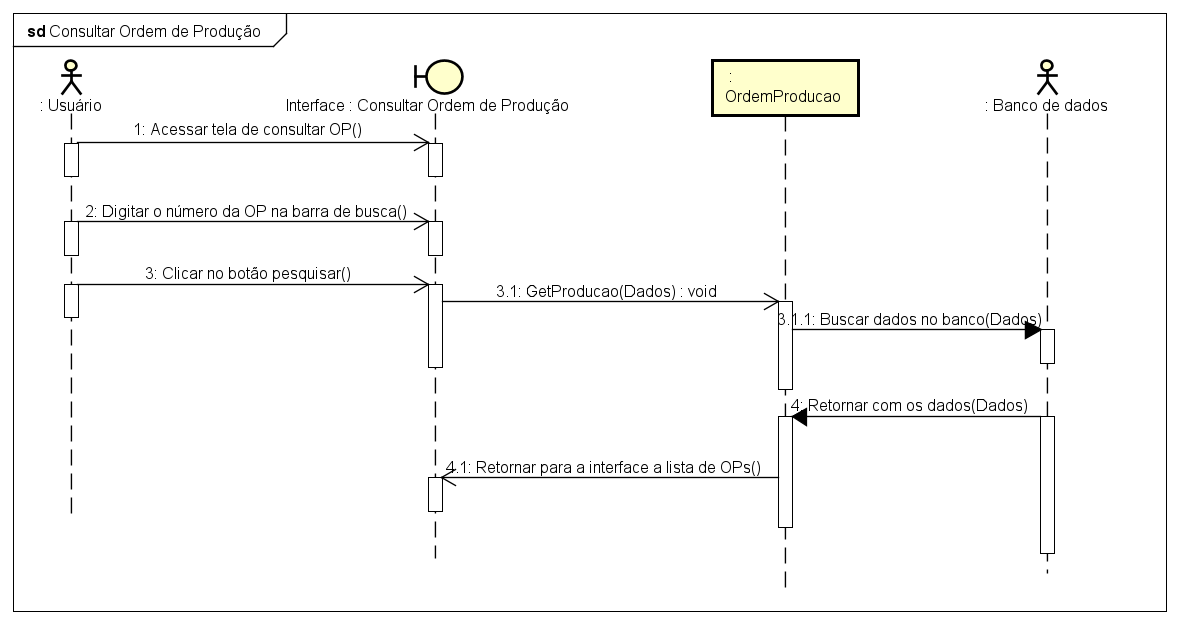 sd Consultar Ordem de Produção
: Usuário
Interface : Consultar Ordem de Produção
:
OrdemProducao
: Banco de dados
1: Acessar tela de consultar OP()
2: Digitar o número da OP na barra de busca()
3: Clicar no botão pesquisar()
3.1: GetProducao(Dados) : void
3.1.1: Buscar dados no banco(Dados)
4: Retornar com os dados(Dados)
4.1: Retornar para a interface a lista de OPs()